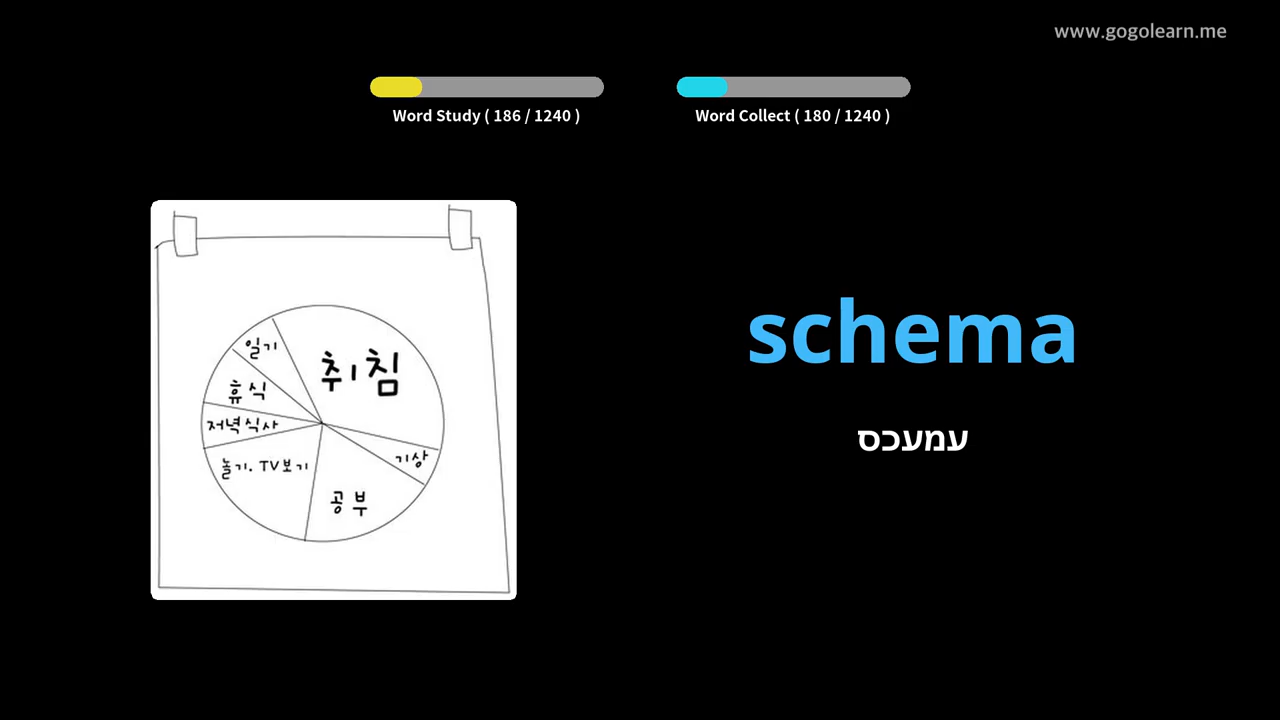 www.gogolearn.me
Word Study ( 186 / 1240 )
Word Collect ( 180 / 1240 )
일기
취침
휴식
저녁식사
놀기. TV보기
기상
공부
schema
עמעכס